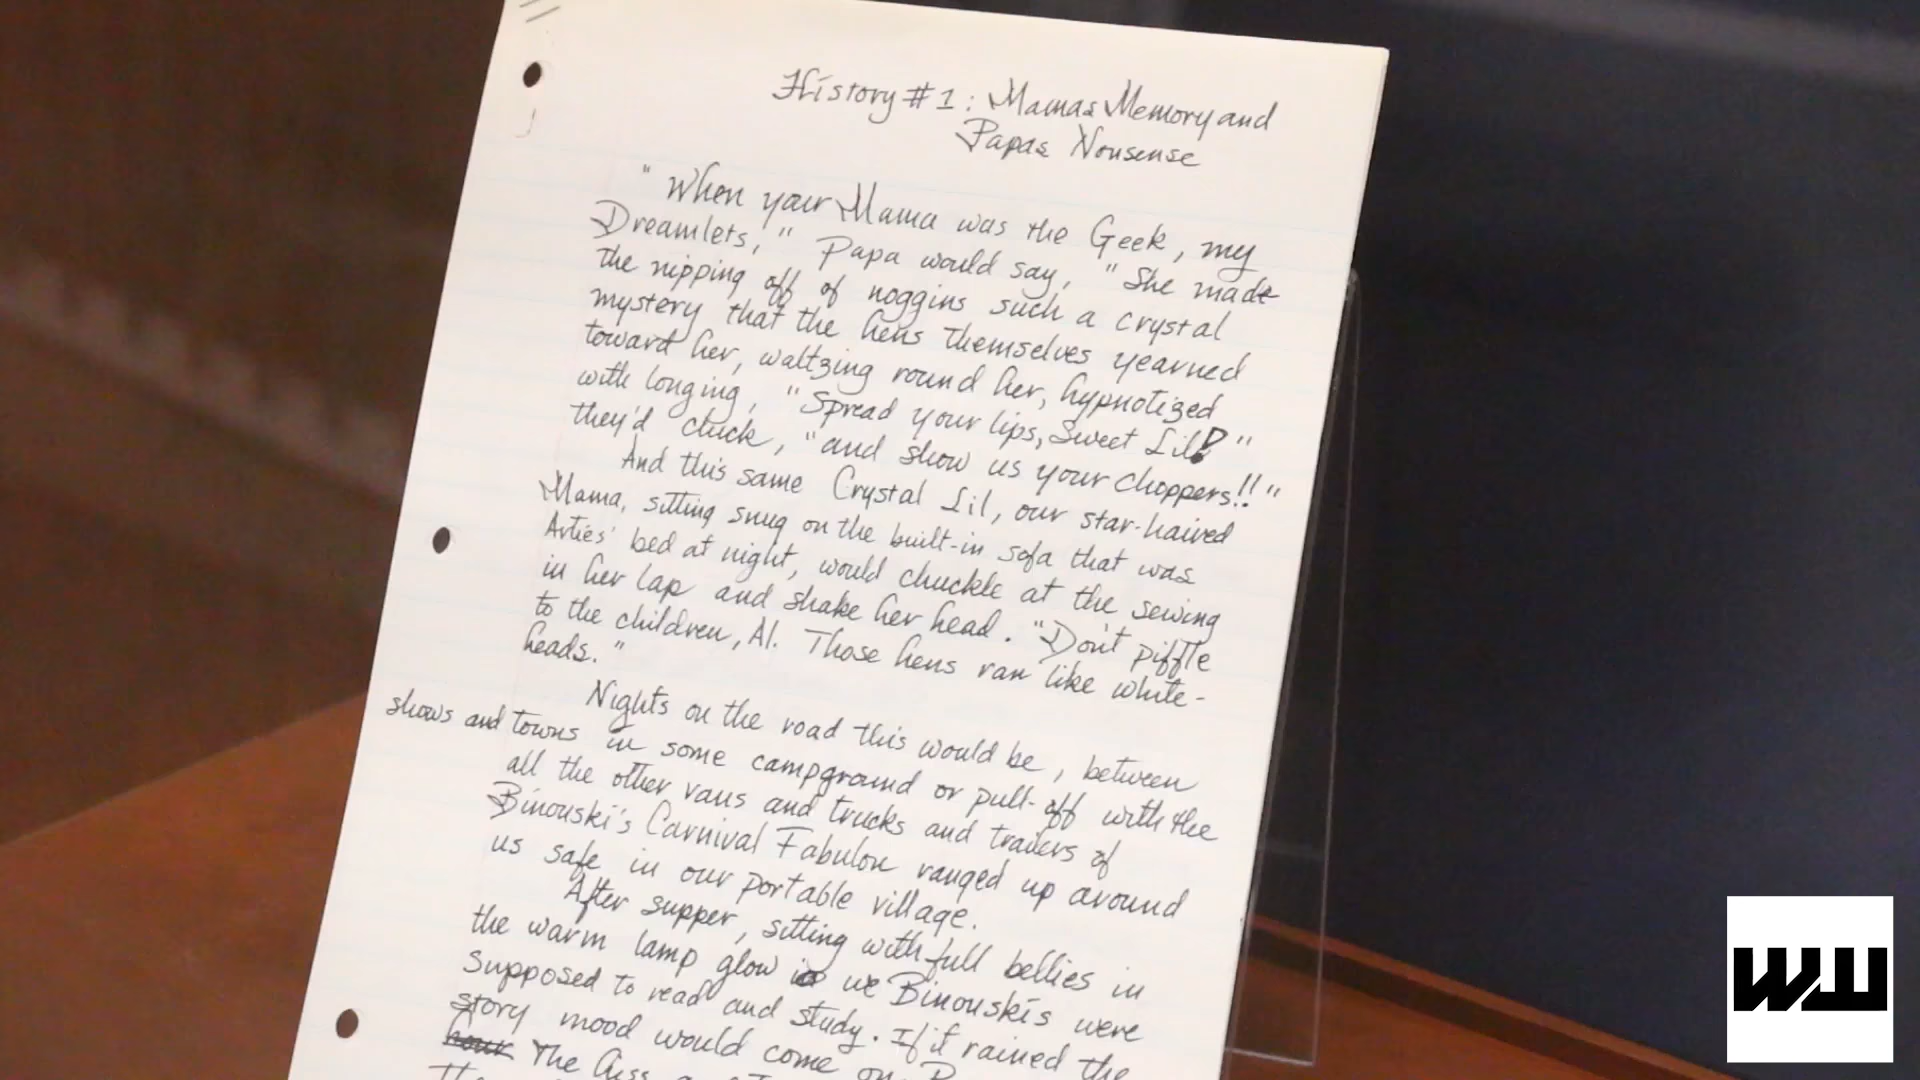 History #1: Mamas Memory and
Papas Nonsense
"When your Mama was the Geek, my
Dreamlets," Papa would say, "She made
the nipping off of noggins such a crystal
mystery that the hens themselves yearned
toward her, waltzing round her, hypnotized
with longing, "Spread your lips, Sweet Lil!"
they'd cluck, "and show us your choppers!!"
And this same Crystal Lil, our star-haired
Mama, sitting snug on the built-in sofa that was
Arties' bed at night, would chuckle at the sewing
in her lap and shake her head. "Don't piffle
to the children, Al. Those hens ran like white-
heads."
Nights on the road this would be, between
shows and towns in some campground or pull-off with the
all the other vans and trucks and trailers of
Binouski's Carnival Fabulon ranged up around
us safe in our portable village.
After supper, sitting with full bellies in
the warm lamp glow we Binouskis were
supposed to read and study. If it rained the
story mood would come on
hour The
WW